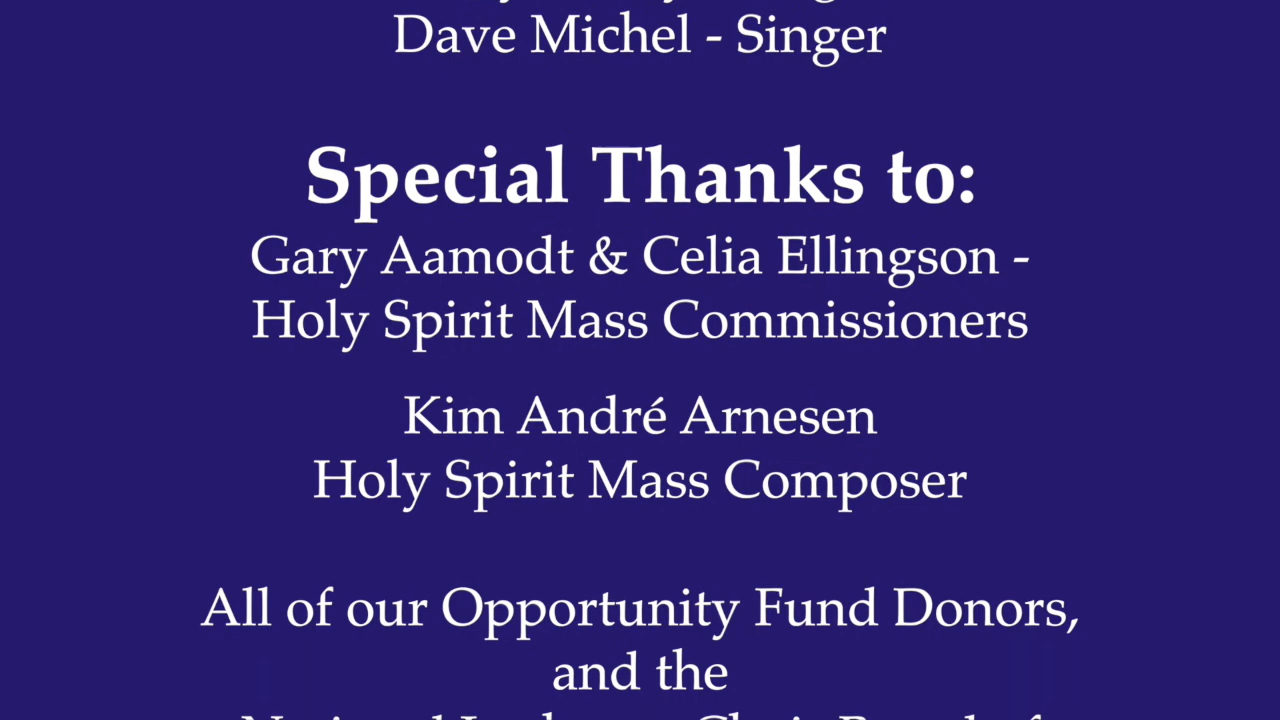 Dave Michel - Singer
Special Thanks to:
Gary Aamodt & Celia Ellingson -
Holy Spirit Mass Commissioners
Kim André Arnesen
Holy Spirit Mass Composer
All of our Opportunity Fund Donors,
and the